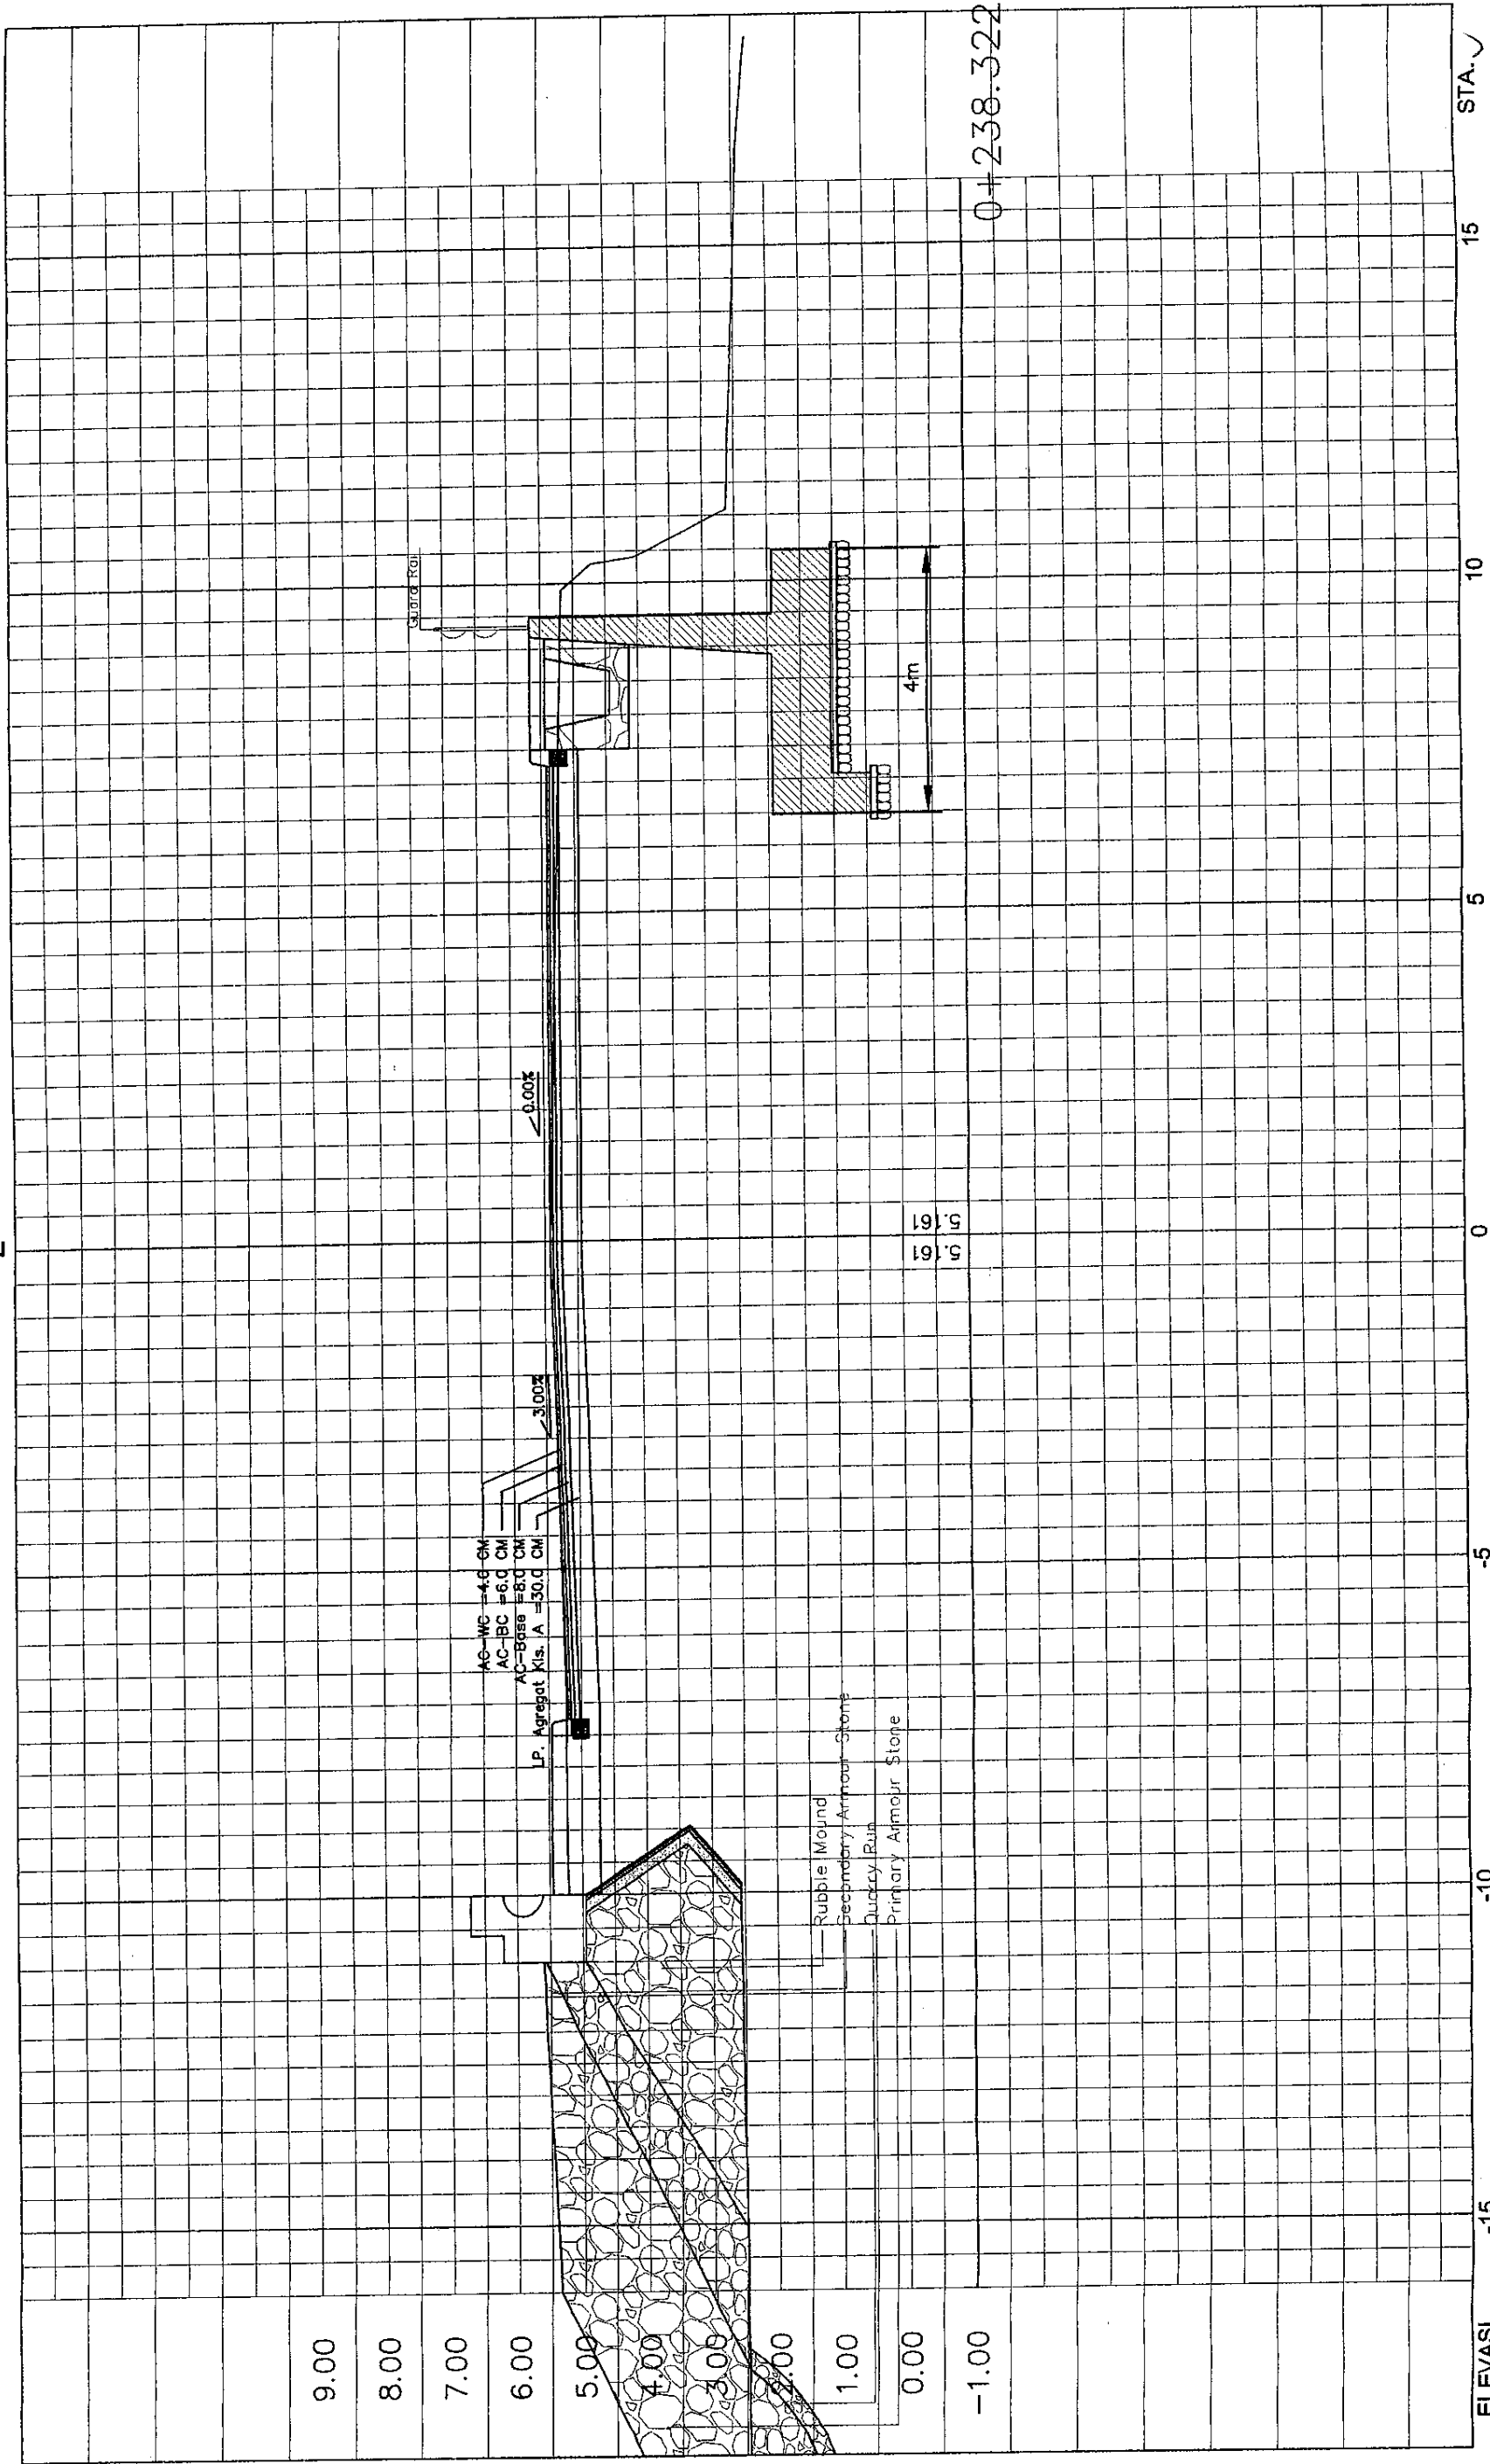 Guard Rai
0.00%
3.00%
AC-WC =4.0 CM
AC-BC =6.0 CM
AC-Base =8.0 CM
LP. Agregat Kls. A =30.0 CM
9.00
8.00
7.00
6.00
5.00
4.00
3.00
2.00
1.00
0.00
-1.00
Rubble Mound
Secondary Armour Stone
Quarry Run
Primary Armour Stone
4m
5.161
5.161
0+238.322
ELEVASI
-15
-10
-5
0
5
10
15
STA.